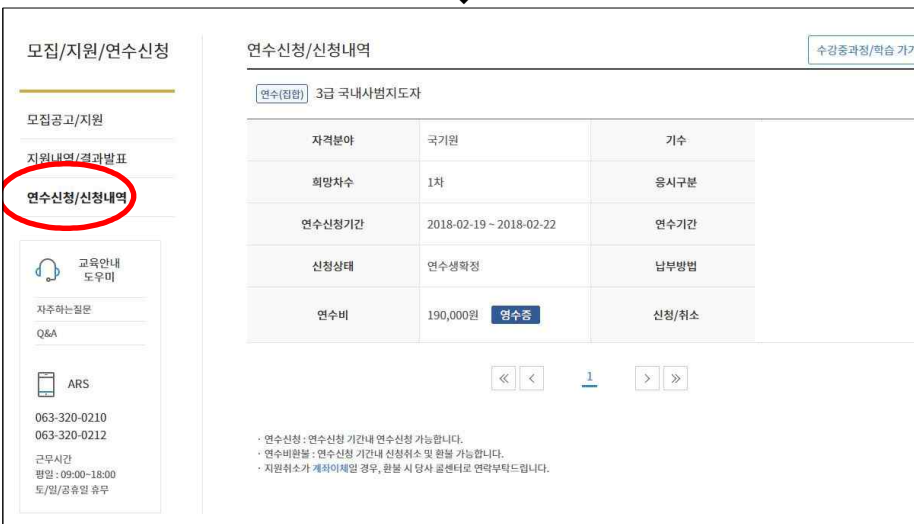 모집/지원/연수신청
모집공고/지원
지원내역/결과발표
연수신청/신청내역
교육안내
도우미
자주하는질문
Q&A
ARS
063-320-0210
063-320-0212
근무시간
평일 : 09:00~18:00
토/일/공휴일 휴무
연수신청/신청내역
수강중과정/학습 가기
연수(집합) 3급 국내사범지도자
자격분야 국기원 기수
희망차수 1차 응시구분
연수신청기간 2018-02-19 ~ 2018-02-22 연수기간
신청상태 연수생확정 납부방법
연수비 190,000원 영수증 신청/취소
« < 1 > »
· 연수신청 : 연수신청 기간내 연수신청 가능합니다.
· 연수비환불 : 연수신청 기간내 신청취소 및 환불 가능합니다.
· 지원취소가 계좌이체일 경우, 환불 시 당사 콜센터로 연락부탁드립니다.